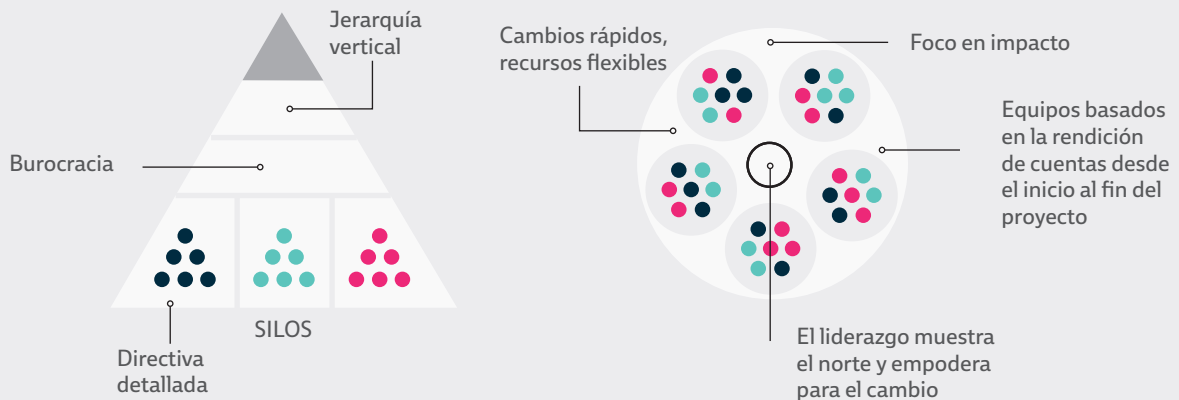 Jerarquía
vertical
Burocracia
SILOS
Directiva
detallada
Cambios rápidos,
recursos flexibles
Foco en impacto
Equipos basados
en la rendición
de cuentas desde
el inicio al fin del
proyecto
El liderazgo muestra
el norte y empodera
para el cambio